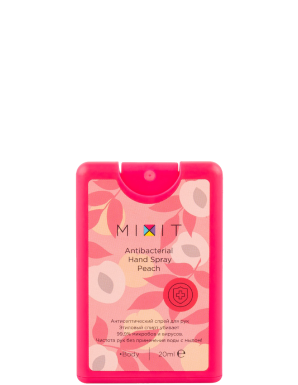 MIXIT
Antibacterial
Hand Spray
Peach
Антисептический спрей для рук
Этиловый спирт убивает
99,9% микробов и вирусов.
Чистота рук без применения воды с мылом!
•Body
20ml e